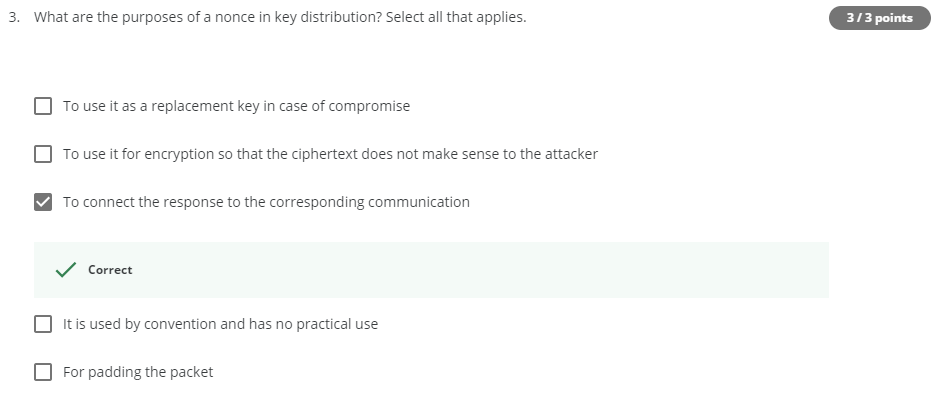 3. What are the purposes of a nonce in key distribution? Select all that applies.
3 / 3 points
To use it as a replacement key in case of compromise
To use it for encryption so that the ciphertext does not make sense to the attacker
To connect the response to the corresponding communication
Correct
It is used by convention and has no practical use
For padding the packet